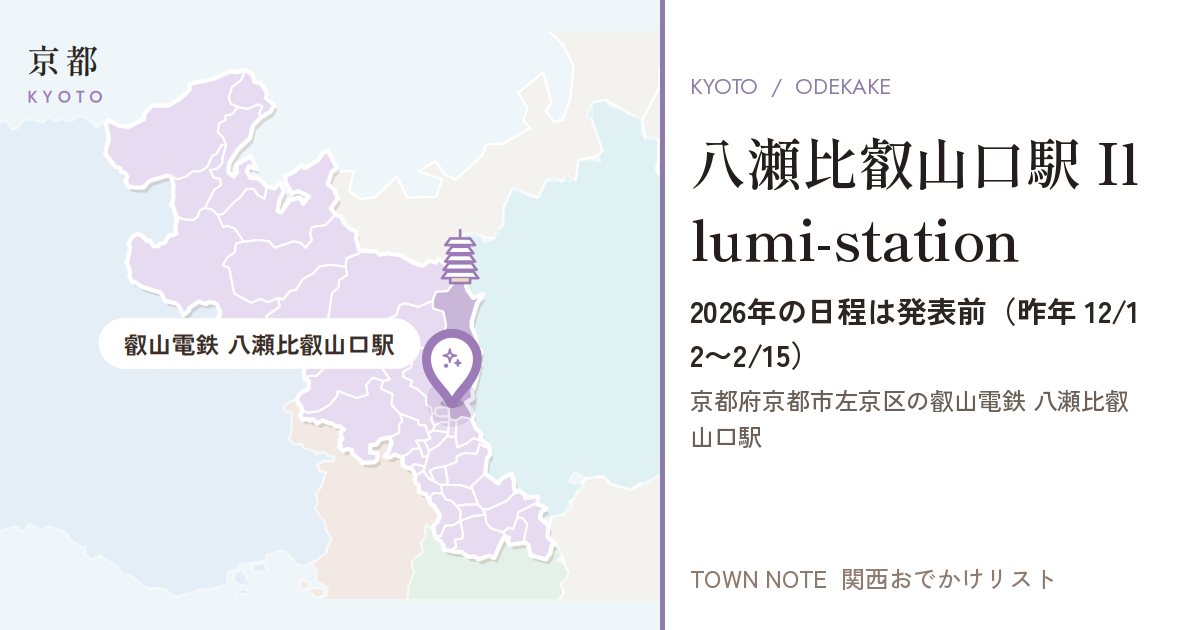 京都
KYOTO
叡山電鉄 八瀬比叡山口駅
KYOTO / ODEKAKE
八瀬比叡山口駅 Il
lumi-station
2026年の日程は発表前（昨年 12/1
2〜2/15）
京都府京都市左京区の叡山電鉄 八瀬比叡
山口駅
TOWN NOTE 関西おでかけリスト